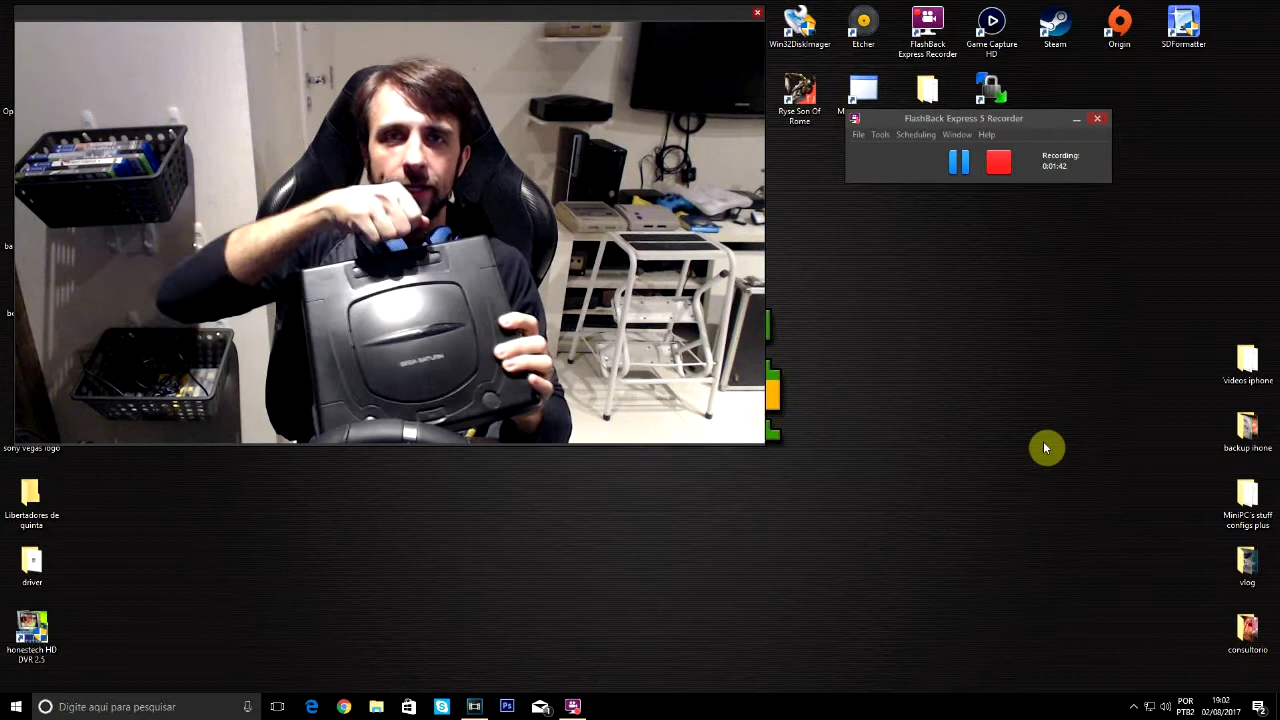 Win32DiskImager
Etcher
FlashBack
Express Recorder
Game Capture
HD
Steam
Origin
SDFormatter
Ryse Son Of
Rome
FlashBack Express 5 Recorder
File Tools Scheduling Window Help
Recording:
0:01:42
SEGA SATURN
Videos iphone
backup ihone
MiniPC's stuff
configs plus
vlog
consultorio
sony vegas logo
Libertadores de
quinta
driver
honestech HD
DVR 2.5
Digite aqui para pesquisar
POR
PTB2
19:02
02/08/2017